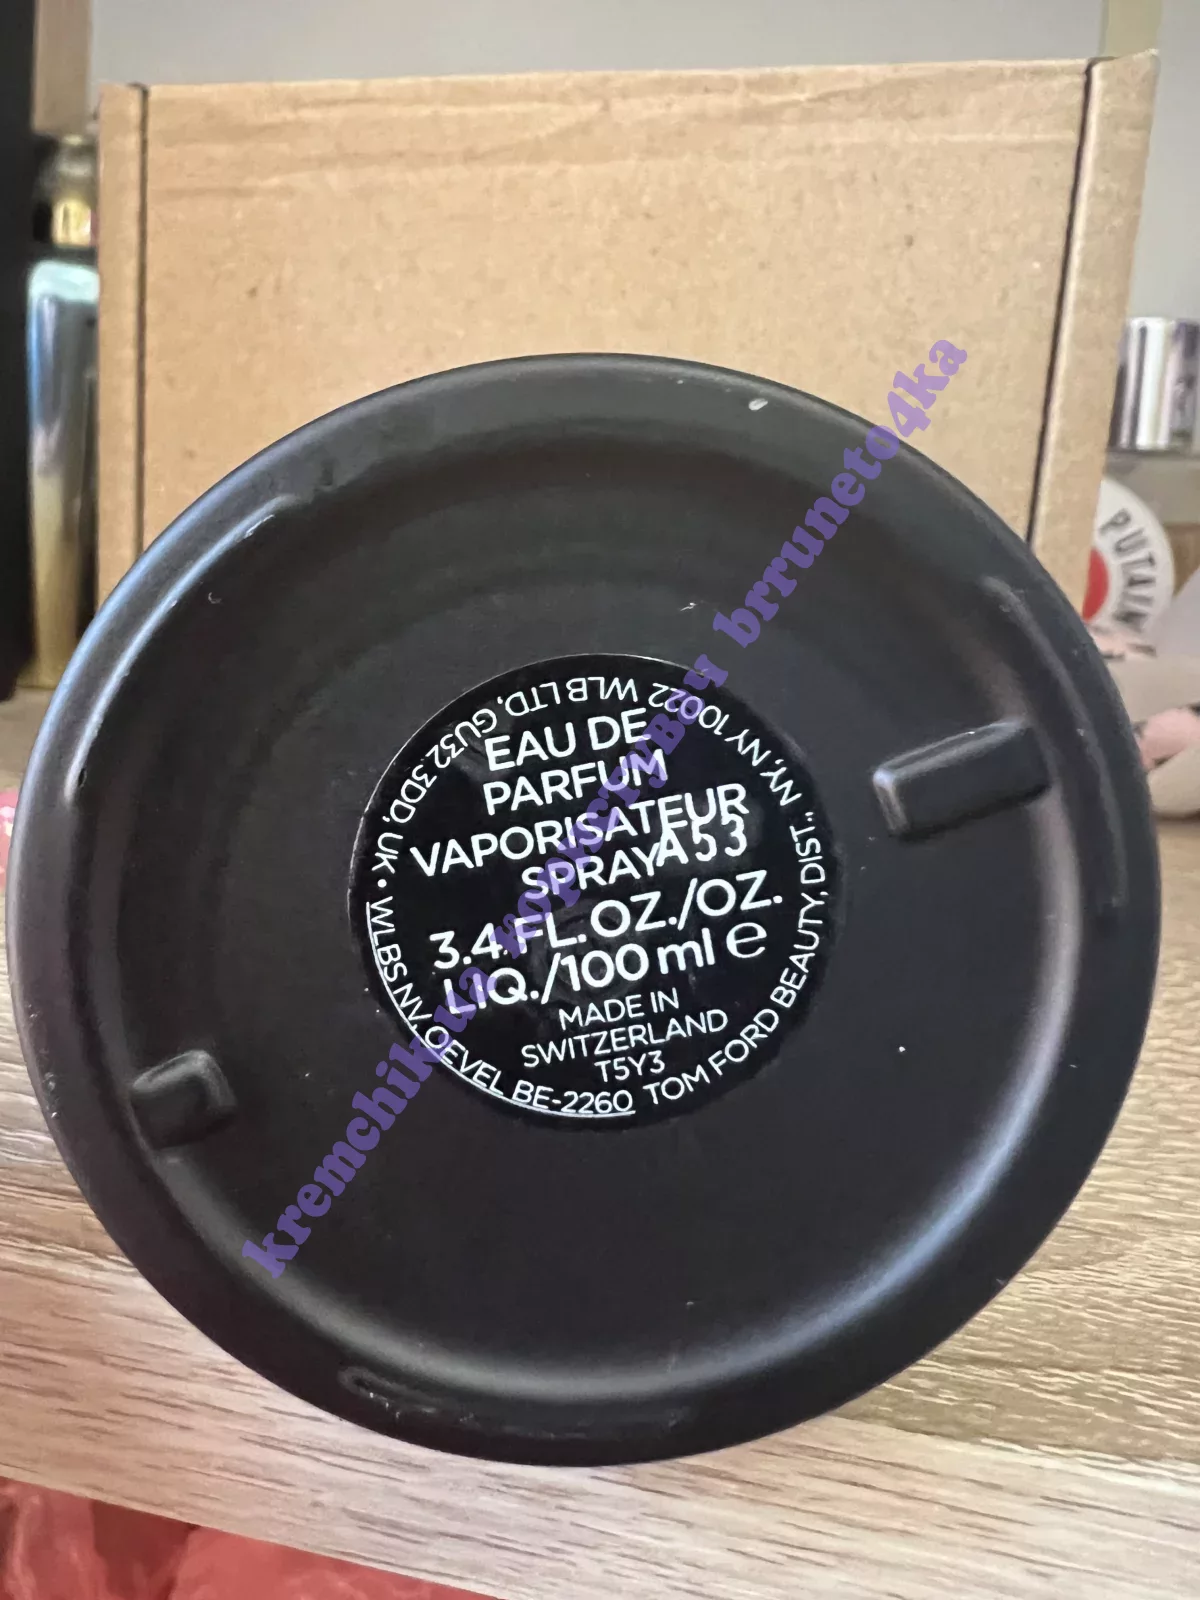 EAU DE
PARFUM
VAPORISATEUR
SPRAY A53
3.4 FL. OZ./OZ.
LIQ./100 ml ℮
MADE IN
SWITZERLAND
T5Y3
TOM FORD BEAUTY, DIST., NY, NY 10022 WLB LTD, GU32 3DD, UK • WLBS NV, OEVEL BE-2260
kremchik
brruneto4ka
PUTAIN